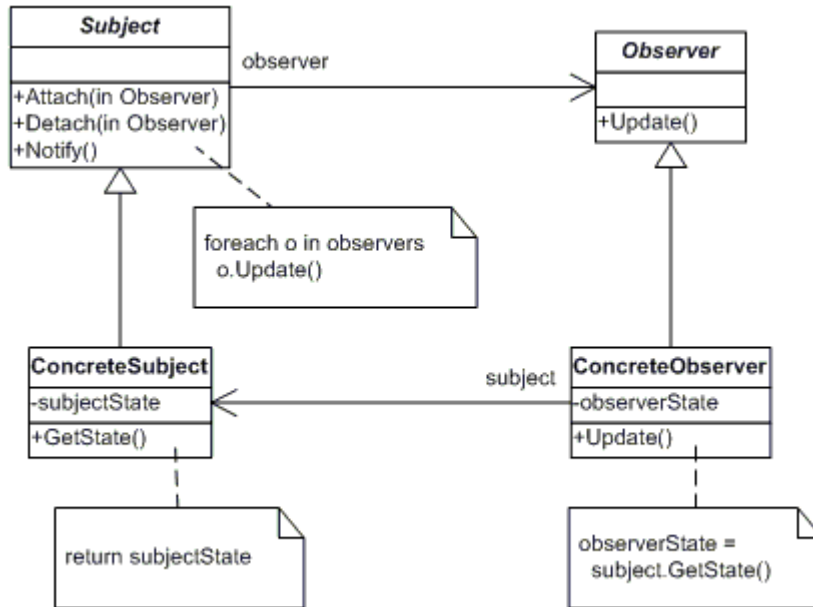 Subject
+Attach(in Observer)
+Detach(in Observer)
+Notify()
observer
Observer
+Update()
foreach o in observers
o.Update()
ConcreteSubject
-subjectState
+GetState()
subject
ConcreteObserver
-observerState
+Update()
return subjectState
observerState =
subject.GetState()